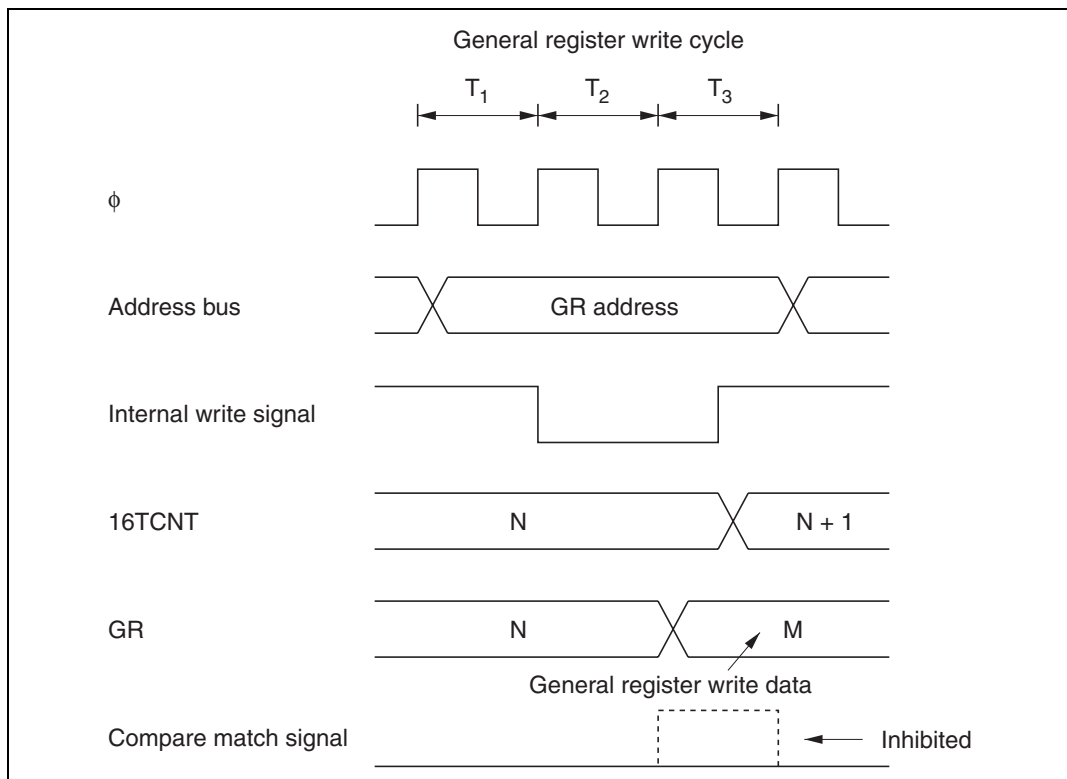 General register write cycle
T1 T2 T3
φ
Address bus GR address
Internal write signal
16TCNT N N + 1
GR N M
General register write data
Compare match signal Inhibited